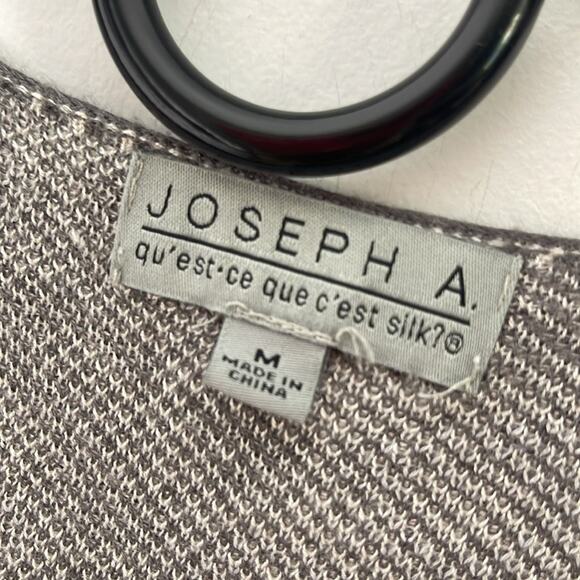 JOSEPH A.
qu'est·ce que c'est silk?®
M
MADE IN
CHINA